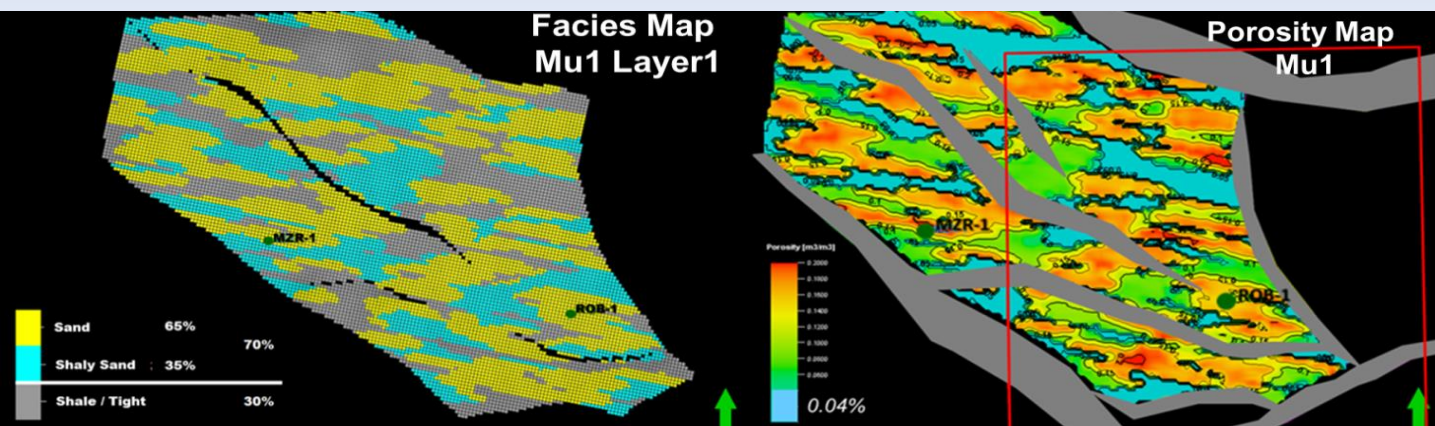 Facies Map
Mu1 Layer1
MZR-1
ROB-1
Sand 65%
70%
Shaly Sand : 35%
Shale / Tight 30%
Porosity Map
Mu1
0.15
MZR-1
ROB-1
Porosity [m3/m3]
0.2000
0.1800
0.1600
0.1400
0.1200
0.1000
0.0800
0.0600
0.04%